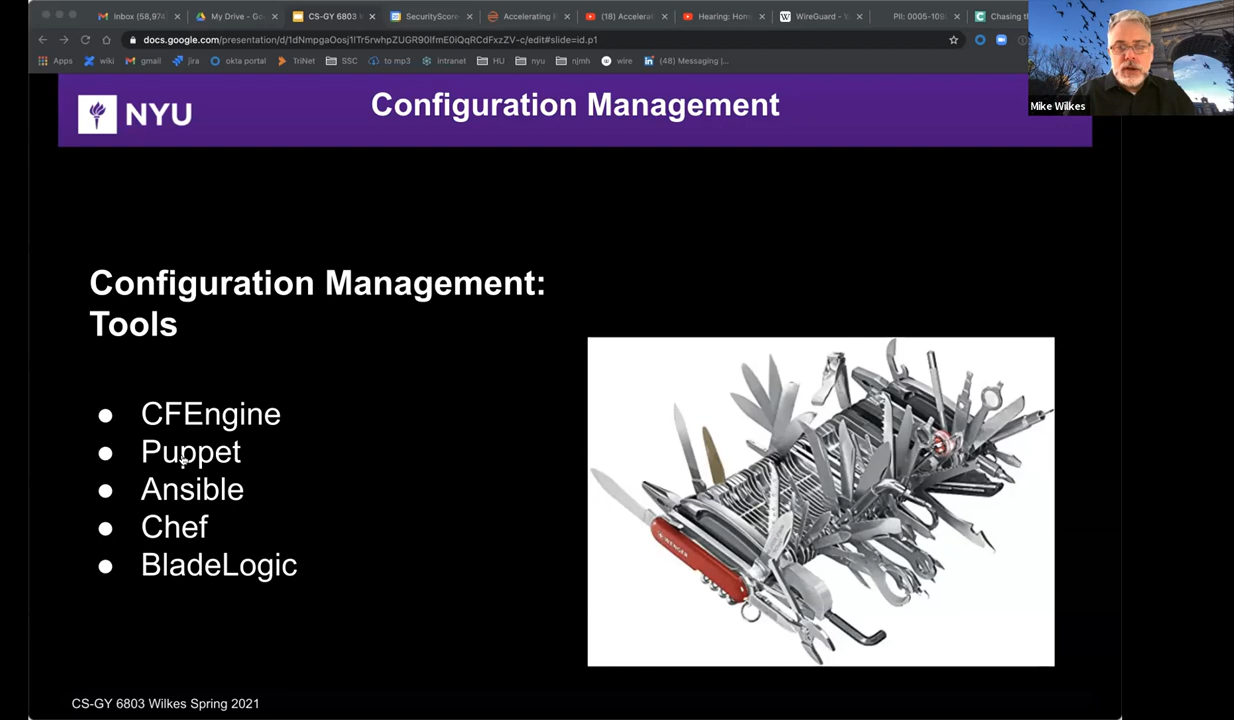 Inbox (58,974
My Drive - Go
CS-GY 6803
SecurityScore
Accelerating
(18) Accelerat
Hearing: Hom
WireGuard - W
PII: 0005-109
Chasing th
docs.google.com/presentation/d/
/edit#slide=id.p1
Apps
wiki
gmail
jira
okta portal
TriNet
SSC
to mp3
intranet
HU
nyu
njmh
wire
(48) Messaging |...
Mike Wilkes
NYU
Configuration Management
Configuration Management:
Tools
● CFEngine
● Puppet
● Ansible
● Chef
● BladeLogic
WENGER
CS-GY 6803 Wilkes Spring 2021